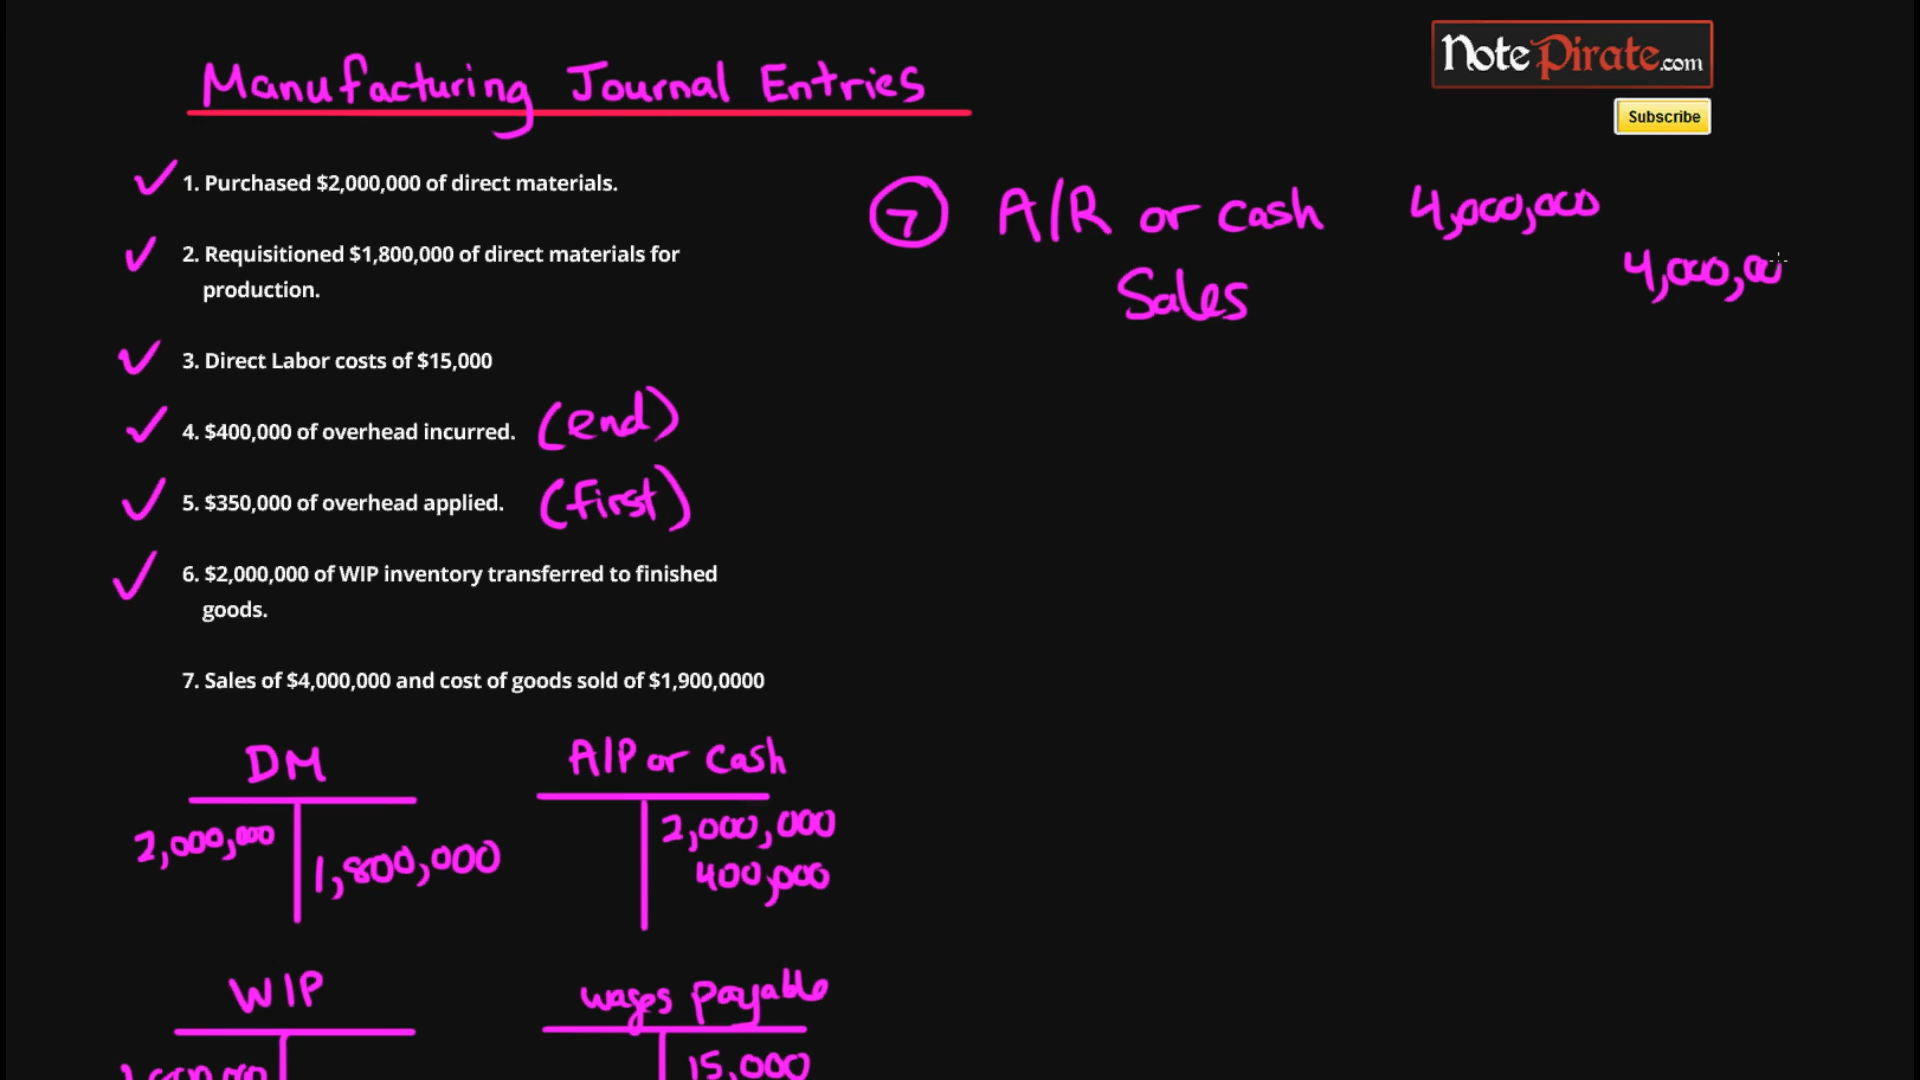 Manufacturing Journal Entries
NotePirate.com
Subscribe
1. Purchased $2,000,000 of direct materials.
2. Requisitioned $1,800,000 of direct materials for
production.
3. Direct Labor costs of $15,000
4. $400,000 of overhead incurred. (end)
5. $350,000 of overhead applied. (first)
6. $2,000,000 of WIP inventory transferred to finished
goods.
7. Sales of $4,000,000 and cost of goods sold of $1,900,0000
7 A/R or cash 4,000,000
Sales 4,000,00
DM
2,000,000 1,800,000
A/P or cash
2,000,000
400,000
WIP
wages payable
15,000